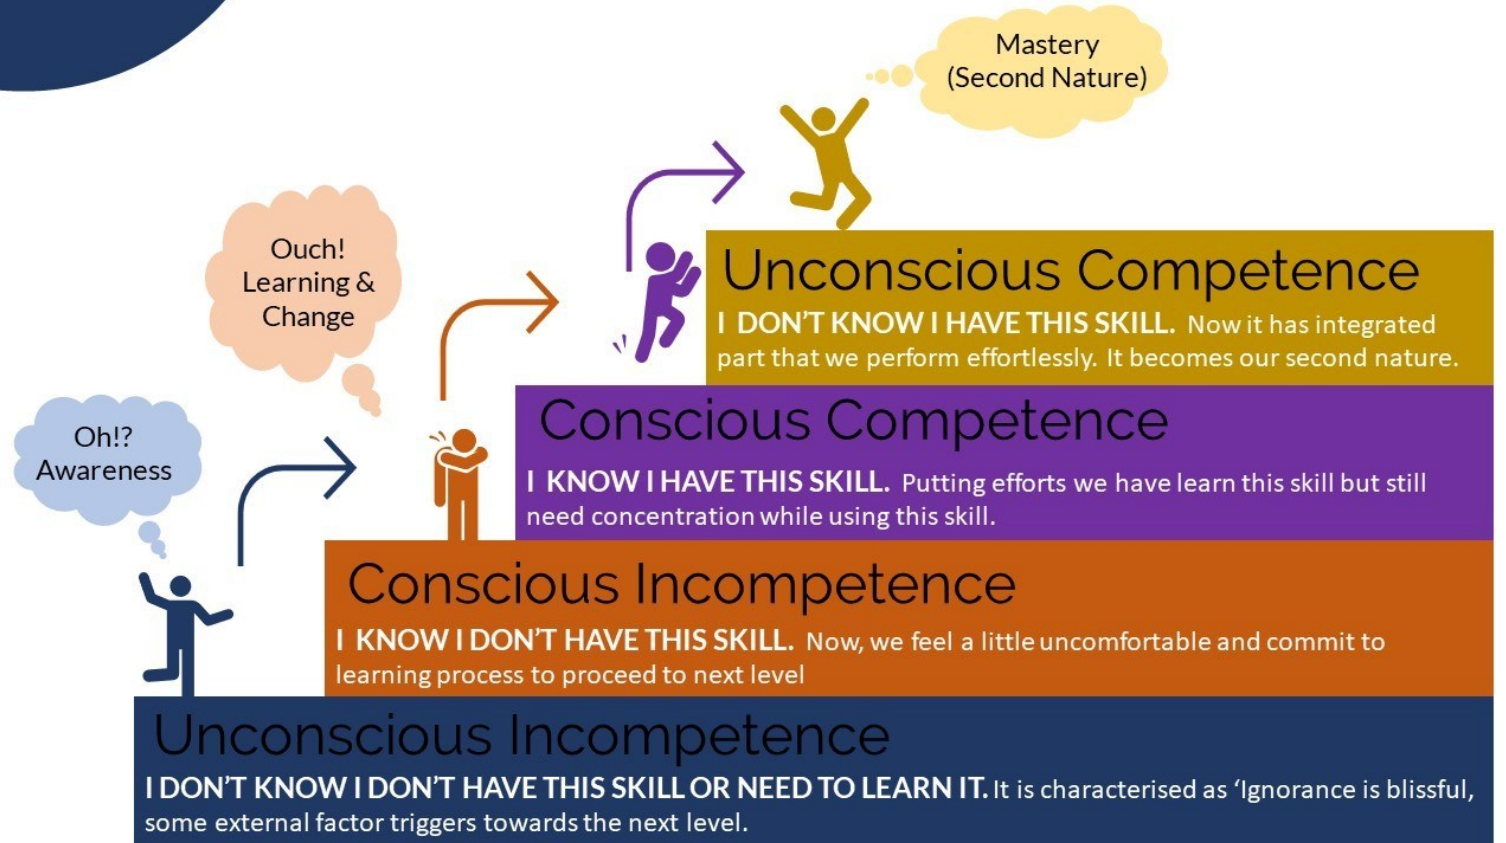 Mastery
(Second Nature)
Ouch!
Learning &
Change
Oh!?
Awareness
Unconscious Competence
I DON’T KNOW I HAVE THIS SKILL. Now it has integrated
part that we perform effortlessly. It becomes our second nature.
Conscious Competence
I KNOW I HAVE THIS SKILL. Putting efforts we have learn this skill but still
need concentration while using this skill.
Conscious Incompetence
I KNOW I DON’T HAVE THIS SKILL. Now, we feel a little uncomfortable and commit to
learning process to proceed to next level
Unconscious Incompetence
I DON’T KNOW I DON’T HAVE THIS SKILL OR NEED TO LEARN IT. It is characterised as ‘Ignorance is blissful,
some external factor triggers towards the next level.